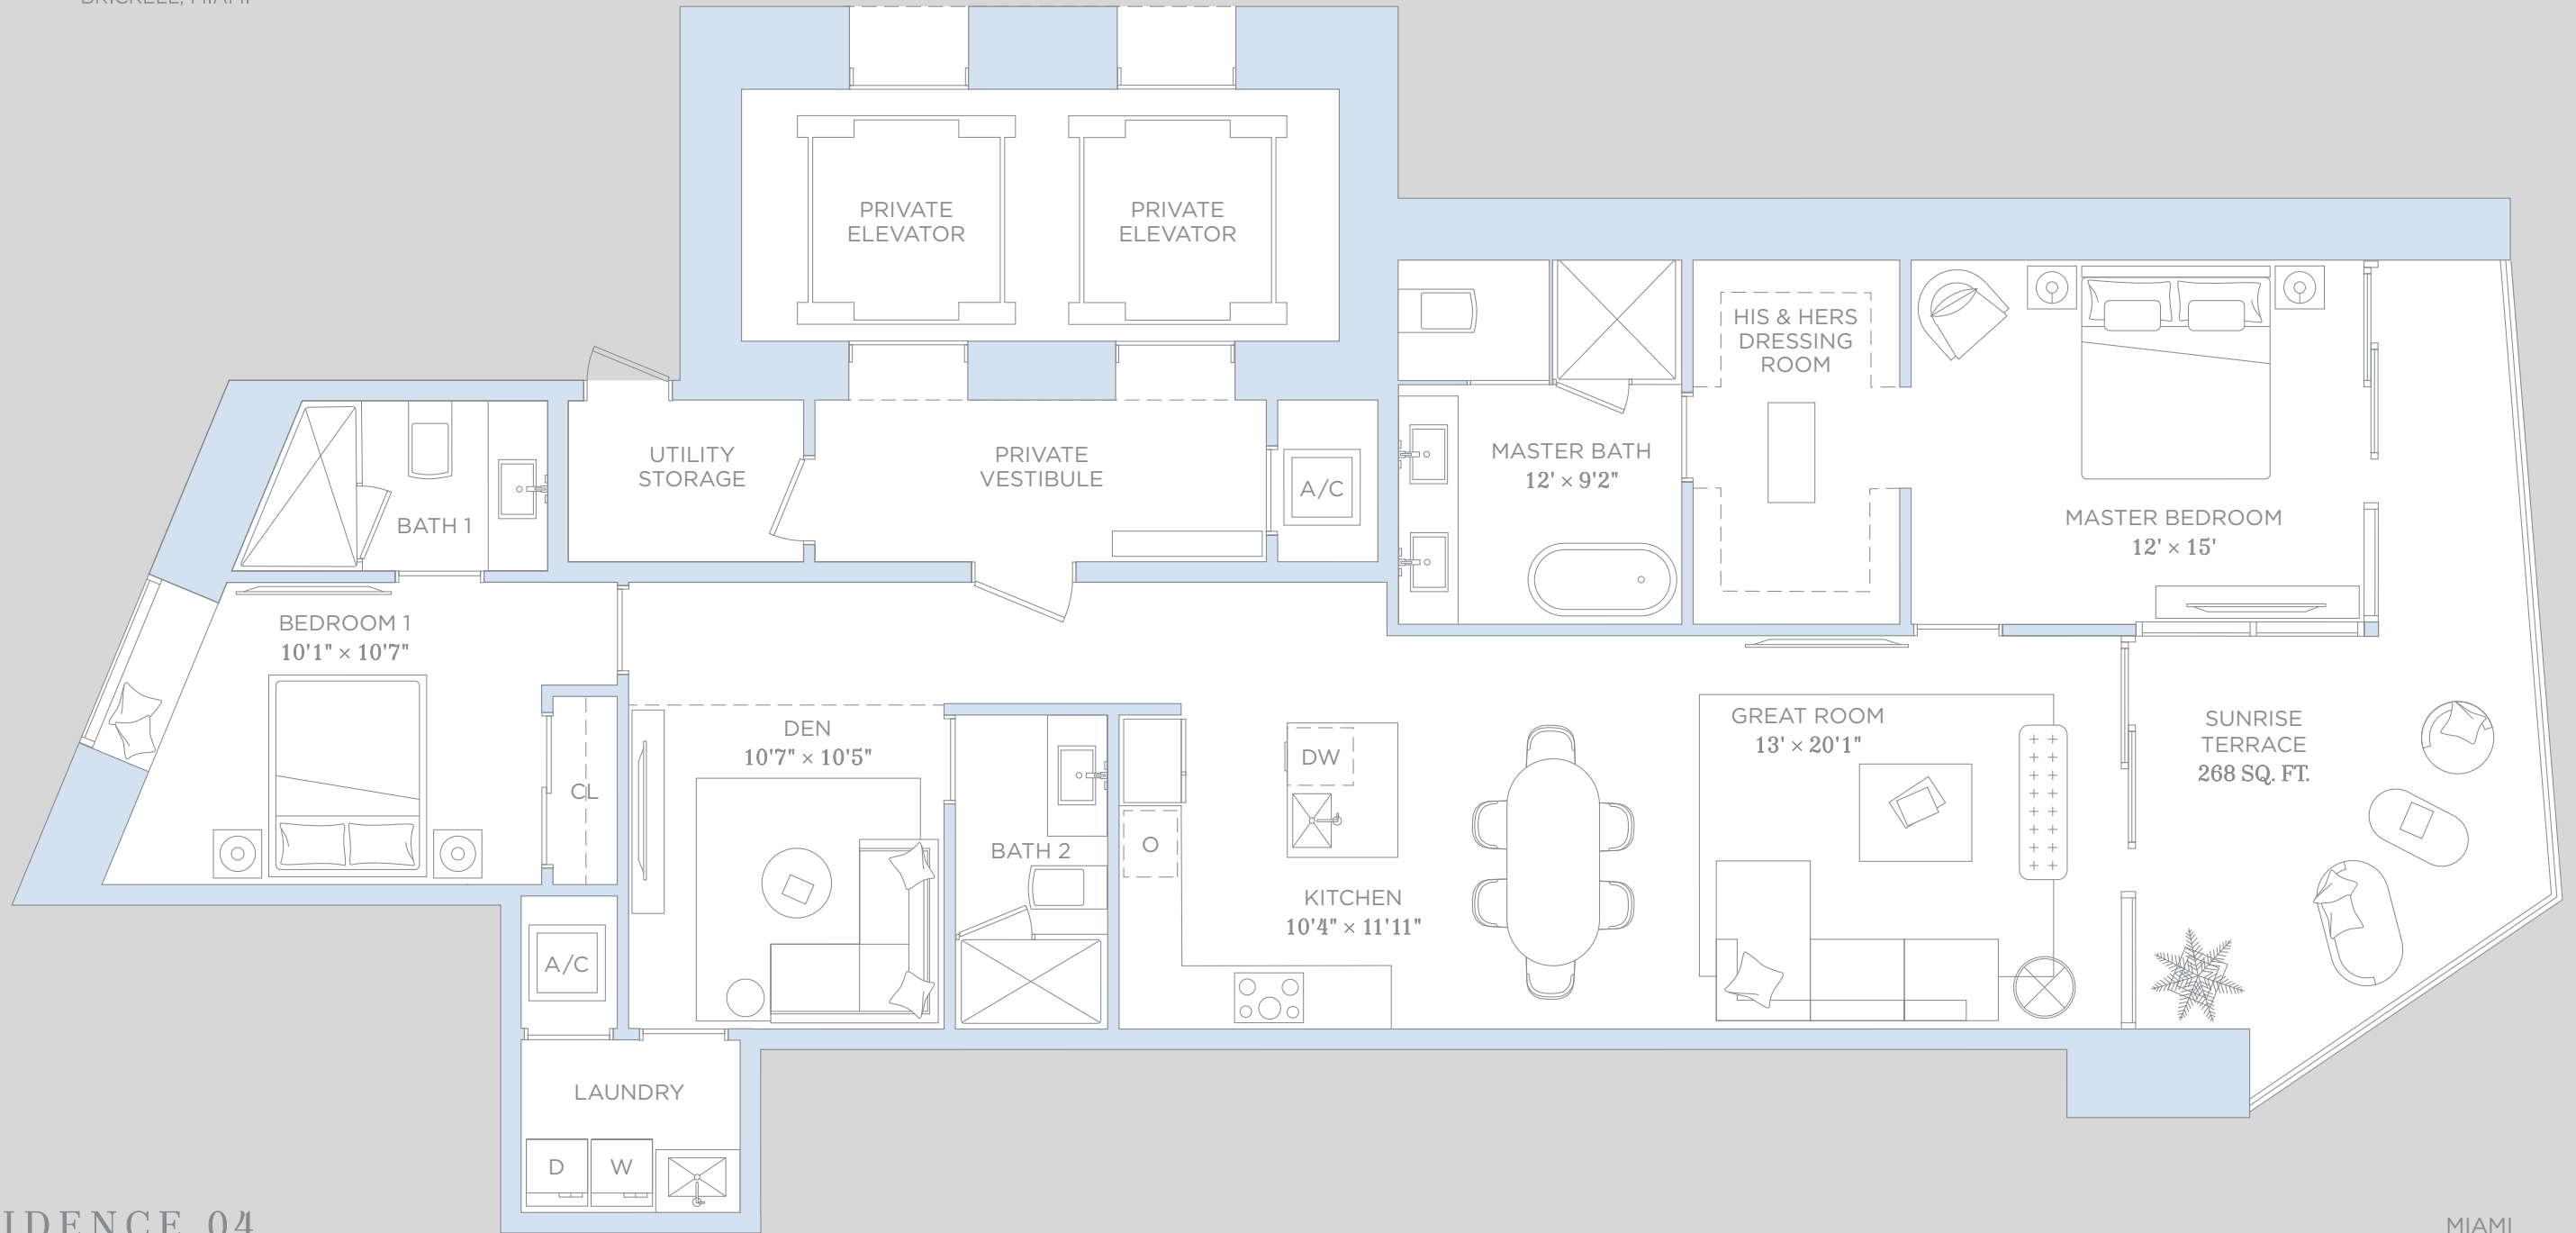 PRIVATE
ELEVATOR
PRIVATE
ELEVATOR
HIS & HERS
DRESSING
ROOM
UTILITY
STORAGE
PRIVATE
VESTIBULE
A/C
MASTER BATH
12' × 9'2"
MASTER BEDROOM
12' × 15'
BATH 1
BEDROOM 1
10'1" × 10'7"
CL
DEN
10'7" × 10'5"
BATH 2
O
DW
KITCHEN
10'4" × 11'11"
GREAT ROOM
13' × 20'1"
SUNRISE
TERRACE
268 SQ. FT.
A/C
LAUNDRY
D
W
IDENCE 04
MIAMI